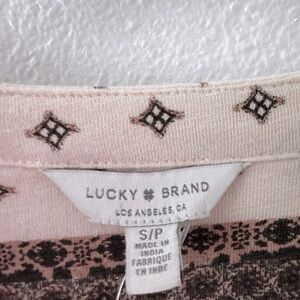 LUCKY BRAND
LOS ANGELES, CA
S/P
MADE IN
INDIA
FABRIQUE
EN INDE